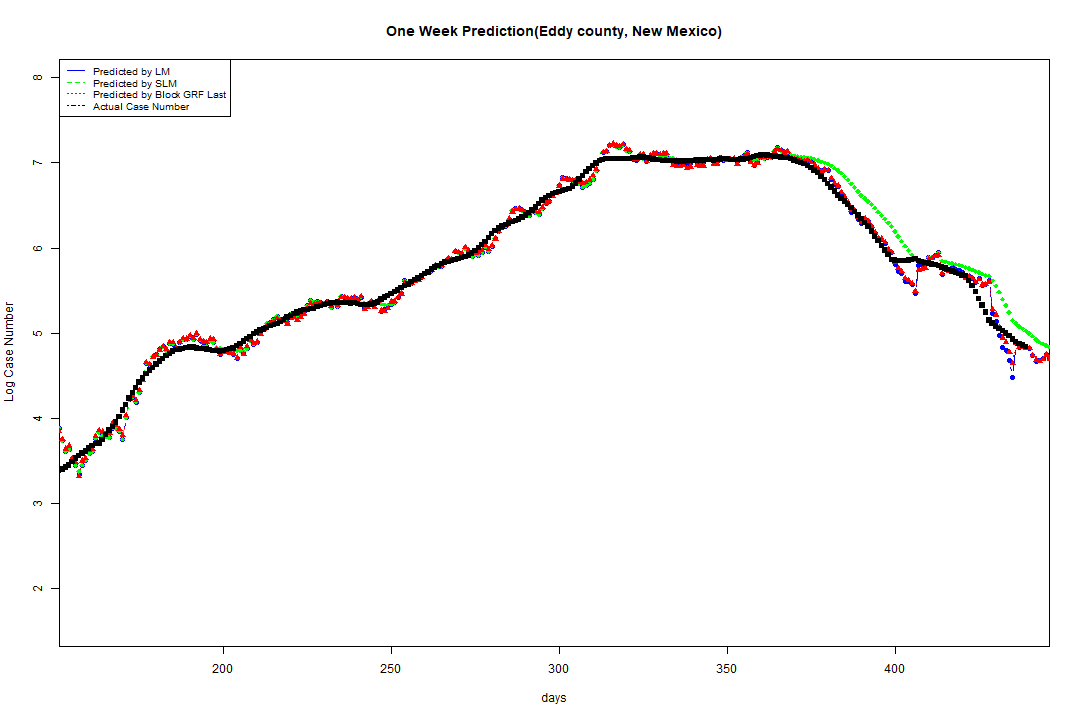 One Week Prediction(Eddy county, New Mexico)
Predicted by LM
Predicted by SLM
Predicted by Block GRF Last
Actual Case Number
8
7
6
5
4
3
2
Log Case Number
200 250 300 350 400
days